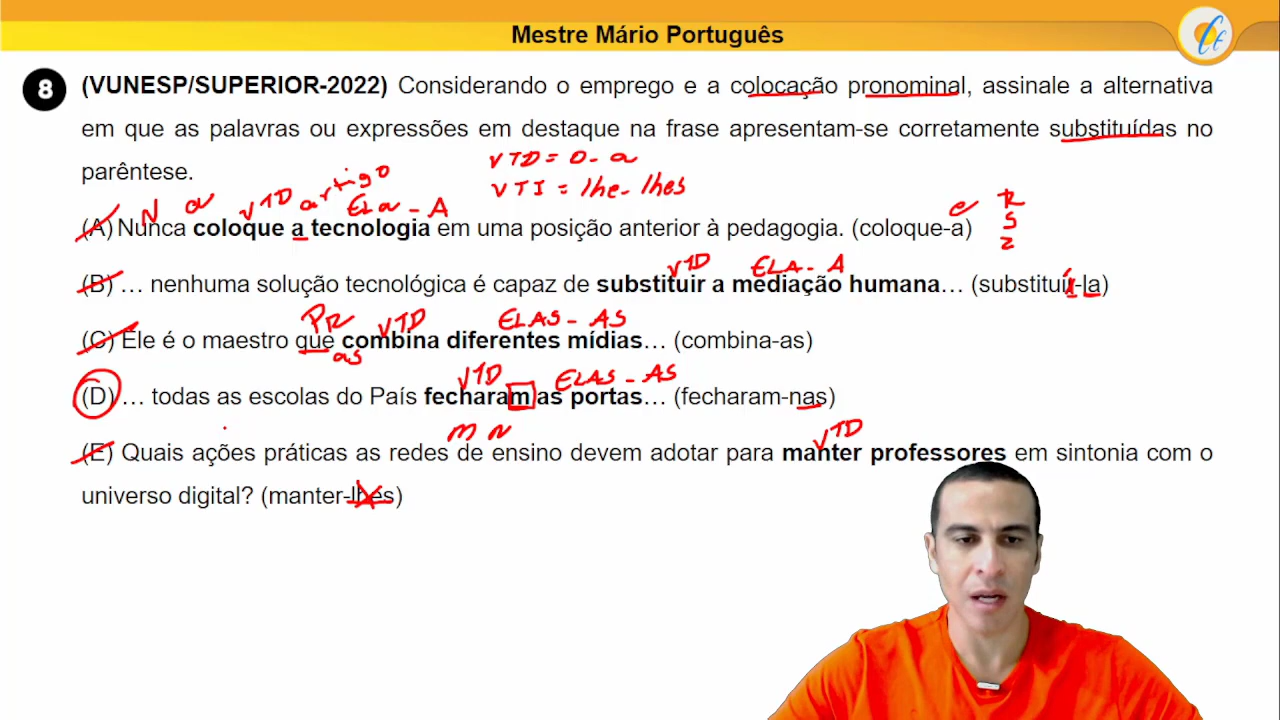 Mestre Mário Português
8 (VUNESP/SUPERIOR-2022) Considerando o emprego e a colocação pronominal, assinale a alternativa
em que as palavras ou expressões em destaque na frase apresentam-se corretamente substituídas no
parêntese.
VTD = O - a
VTI = lhe - lhes
N a VTD artigo ELa - A
(A) Nunca coloque a tecnologia em uma posição anterior à pedagogia. (coloque-a)
R
S
Z
VTD ELA - A
(B) … nenhuma solução tecnológica é capaz de substituir a mediação humana… (substituí-la)
PR VTD ELAS - AS
(C) Ele é o maestro que combina diferentes mídias… (combina-as)
as
VTD ELAS - AS
(D) … todas as escolas do País fecharam as portas… (fecharam-nas)
m N VTD
(E) Quais ações práticas as redes de ensino devem adotar para manter professores em sintonia com o
universo digital? (manter-lhes)